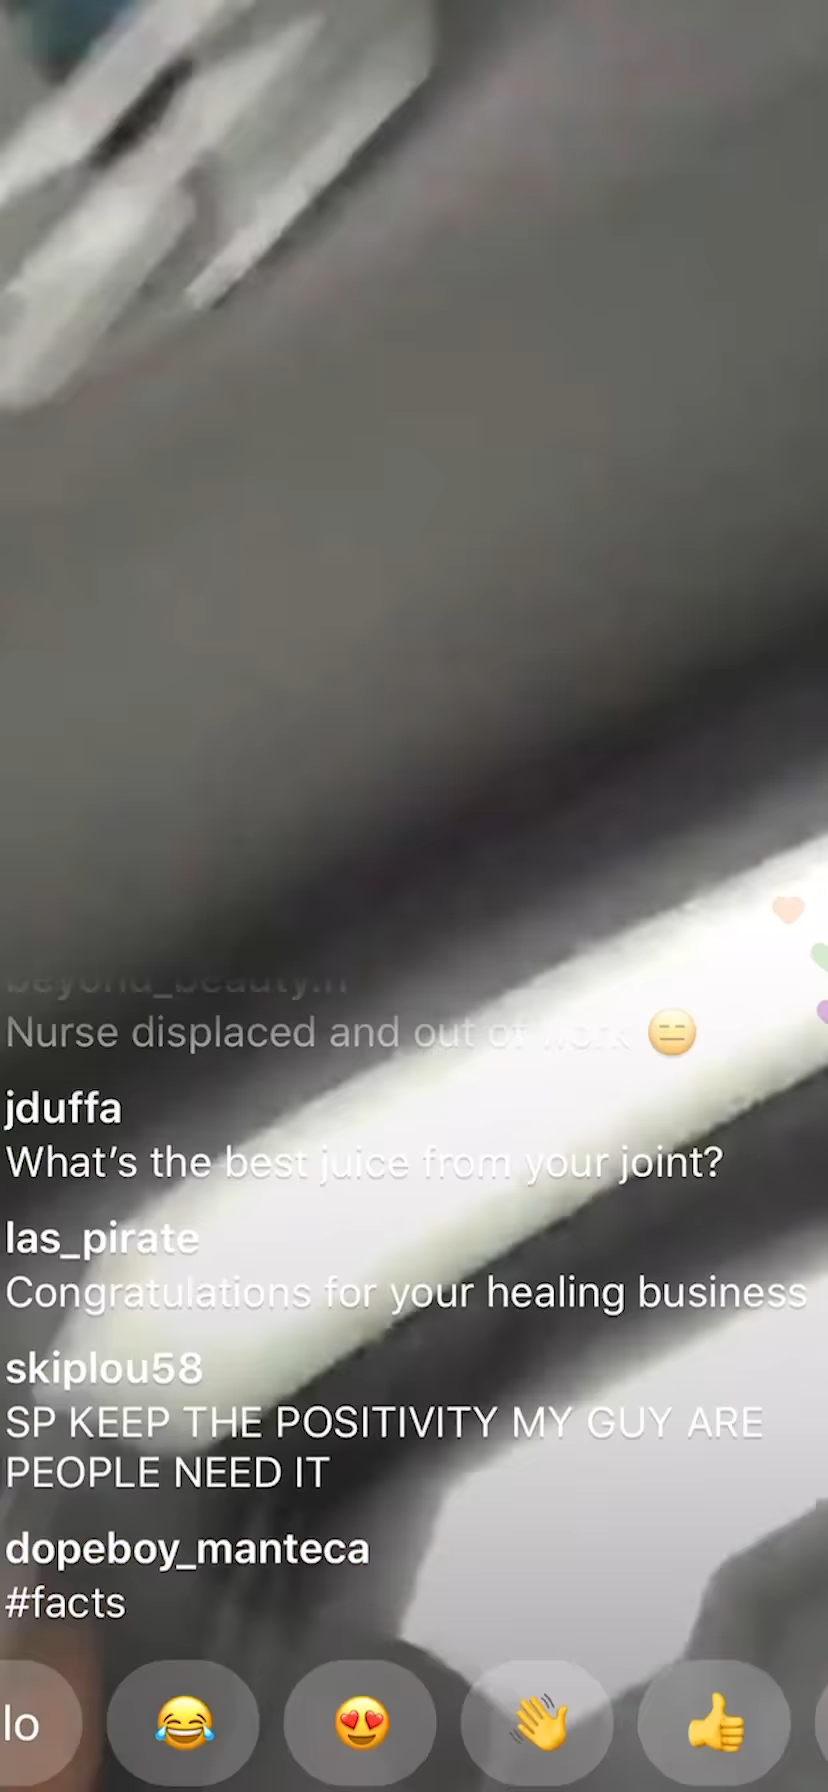 beyond_beauty.n
Nurse displaced and out of work 😑
jduffa
What's the best juice from your joint?
las_pirate
Congratulations for your healing business
skiplou58
SP KEEP THE POSITIVITY MY GUY ARE
PEOPLE NEED IT
dopeboy_manteca
#facts
lo 😂 😍 👋 👍